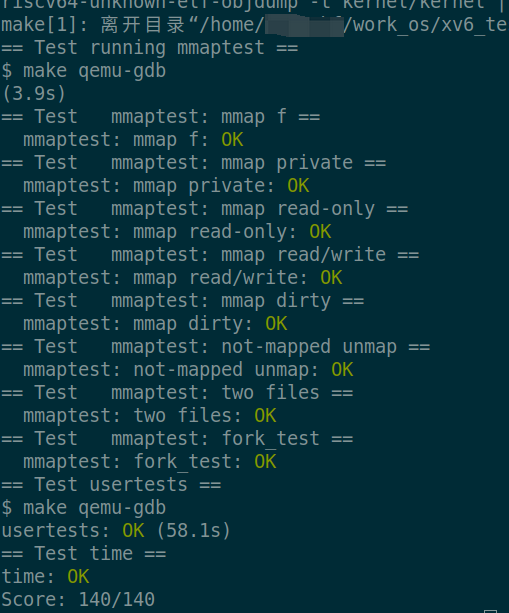 riscv64-unknown-elf-objdump -t kernel/kernel |
make[1]: 离开目录“/home/ /work_os/xv6_te
== Test running mmaptest ==
$ make qemu-gdb
(3.9s)
== Test   mmaptest: mmap f ==
  mmaptest: mmap f: OK
== Test   mmaptest: mmap private ==
  mmaptest: mmap private: OK
== Test   mmaptest: mmap read-only ==
  mmaptest: mmap read-only: OK
== Test   mmaptest: mmap read/write ==
  mmaptest: mmap read/write: OK
== Test   mmaptest: mmap dirty ==
  mmaptest: mmap dirty: OK
== Test   mmaptest: not-mapped unmap ==
  mmaptest: not-mapped unmap: OK
== Test   mmaptest: two files ==
  mmaptest: two files: OK
== Test   mmaptest: fork_test ==
  mmaptest: fork_test: OK
== Test usertests ==
$ make qemu-gdb
usertests: OK (58.1s)
== Test time ==
time: OK
Score: 140/140